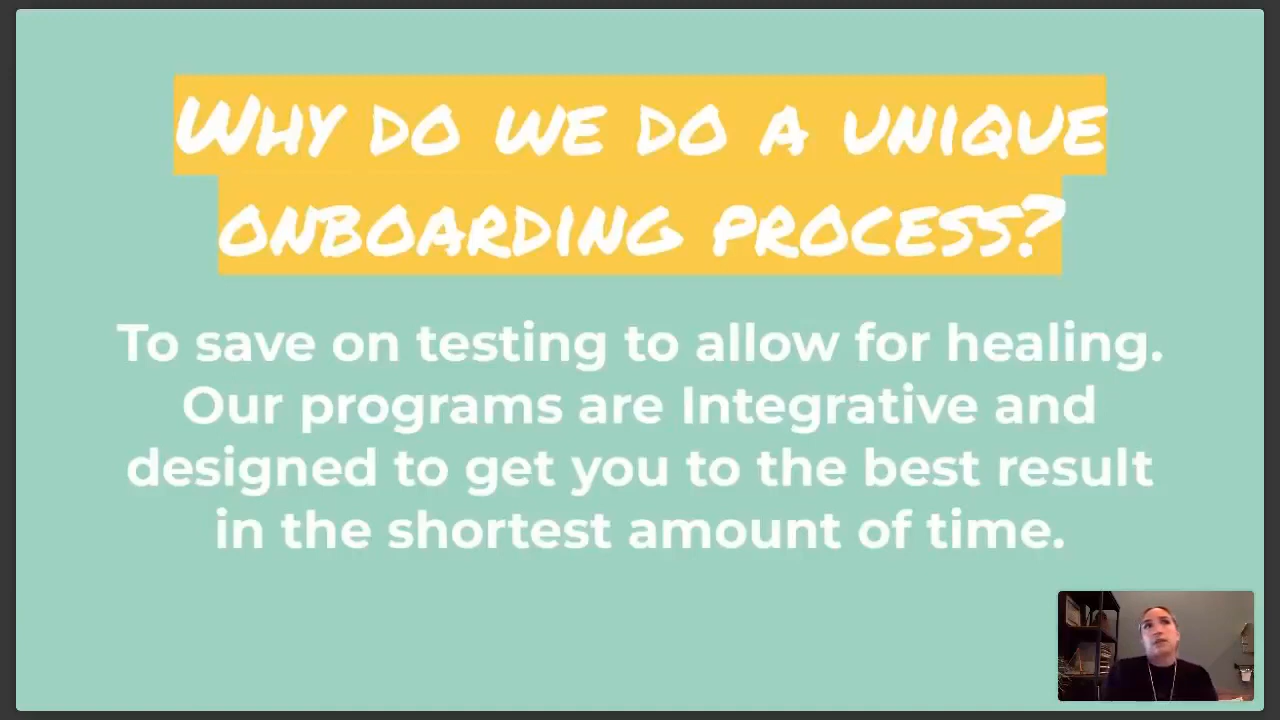 Why do we do a unique
onboarding process?
To save on testing to allow for healing.
Our programs are Integrative and
designed to get you to the best result
in the shortest amount of time.